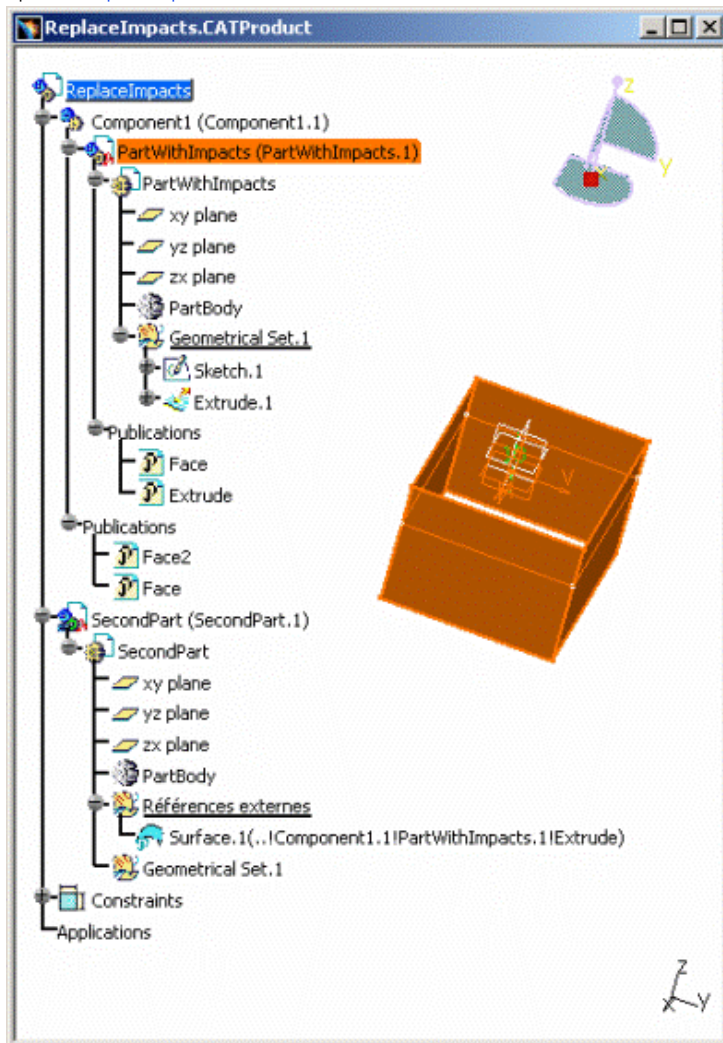 ReplaceImpacts.CATProduct
ReplaceImpacts
Component1 (Component1.1)
PartWithImpacts (PartWithImpacts.1)
PartWithImpacts
xy plane
yz plane
zx plane
PartBody
Geometrical Set.1
Sketch.1
Extrude.1
Publications
Face
Extrude
Publications
Face2
Face
SecondPart (SecondPart.1)
SecondPart
xy plane
yz plane
zx plane
PartBody
Références externes
Surface.1(..!Component1.1!PartWithImpacts.1!Extrude)
Geometrical Set.1
Constraints
Applications
z
y
x
V
z
x
y